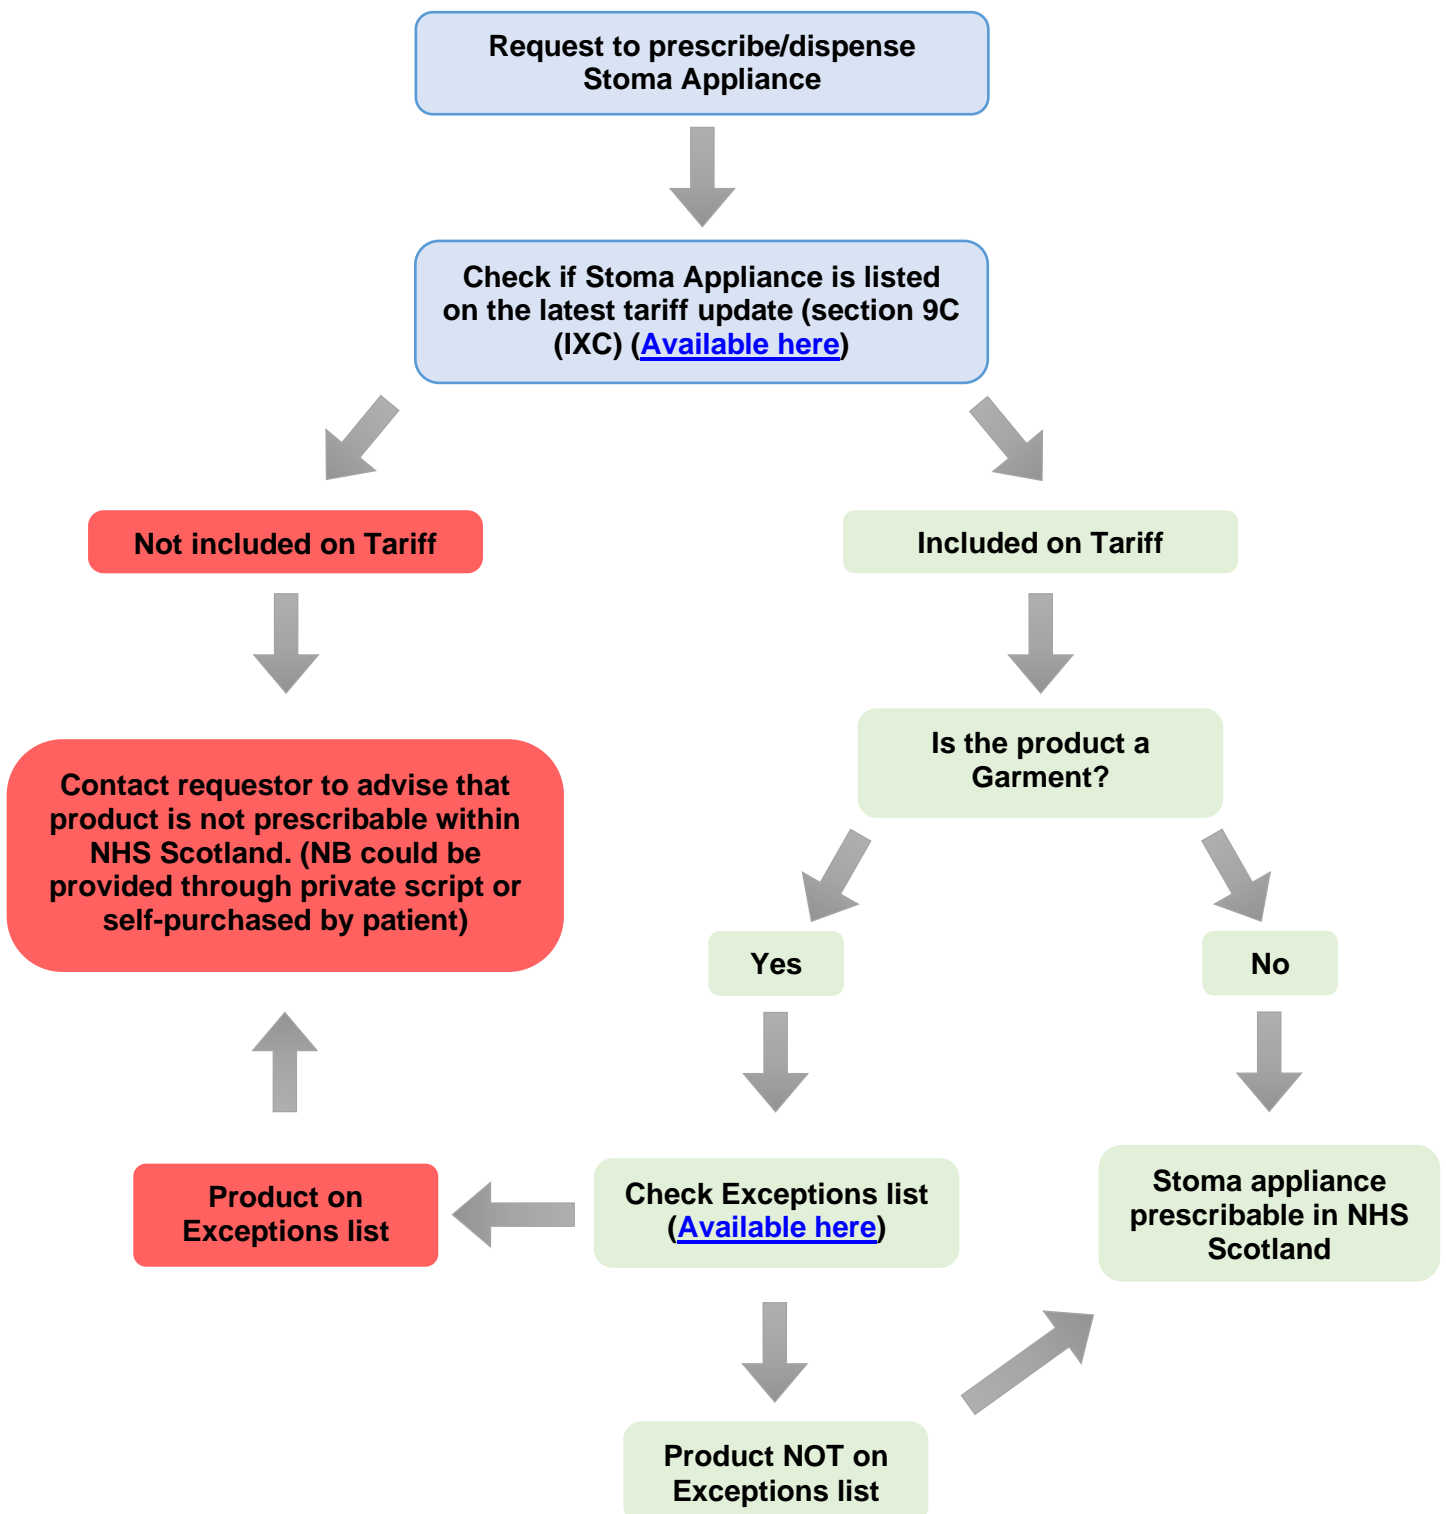 Request to prescribe/dispense
Stoma Appliance
Check if Stoma Appliance is listed
on the latest tariff update (section 9C
(IXC) (Available here)
Not included on Tariff
Included on Tariff
Contact requestor to advise that
product is not prescribable within
NHS Scotland. (NB could be
provided through private script or
self-purchased by patient)
Is the product a
Garment?
Yes
No
Product on
Exceptions list
Check Exceptions list
(Available here)
Stoma appliance
prescribable in NHS
Scotland
Product NOT on
Exceptions list